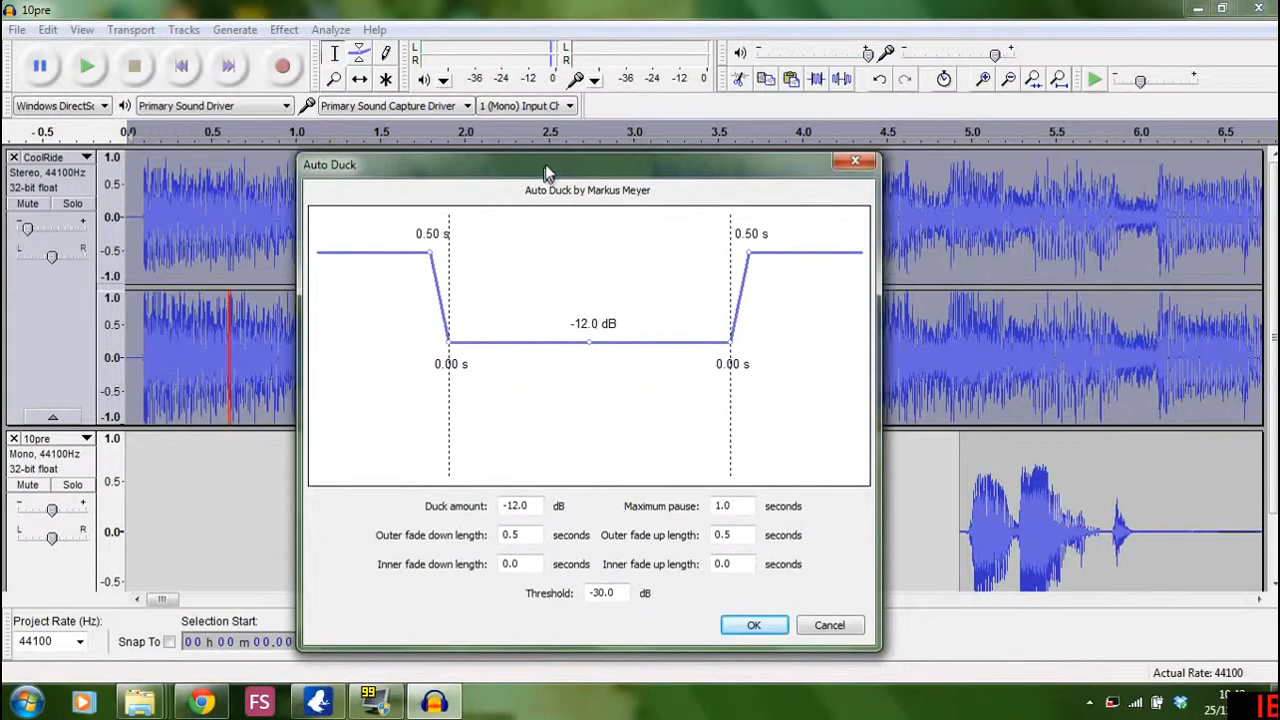 10pre
File Edit View Transport Tracks Generate Effect Analyze Help
L
R
-36 -24 -12 0
L
R
-36 -24 -12 0
Windows DirectSo Primary Sound Driver Primary Sound Capture Driver 1 (Mono) Input Ch
-0.5 0.0 0.5 1.0 1.5 2.0 2.5 3.0 3.5 4.0 4.5 5.0 5.5 6.0 6.5
CoolRide
Stereo, 44100Hz
32-bit float
Mute Solo
- +
L R
1.0
0.5
0.0
-0.5
-1.0
1.0
0.5
0.0
-0.5
-1.0
10pre
Mono, 44100Hz
32-bit float
Mute Solo
- +
L R
1.0
0.5
0.0
-0.5
Auto Duck
Auto Duck by Markus Meyer
0.50 s 0.50 s
-12.0 dB
0.00 s 0.00 s
Duck amount: -12.0 dB Maximum pause: 1.0 seconds
Outer fade down length: 0.5 seconds Outer fade up length: 0.5 seconds
Inner fade down length: 0.0 seconds Inner fade up length: 0.0 seconds
Threshold: -30.0 dB
OK Cancel
Project Rate (Hz): Selection Start:
44100 Snap To 00 h 00 m 00.00
Actual Rate: 44100
FS 99